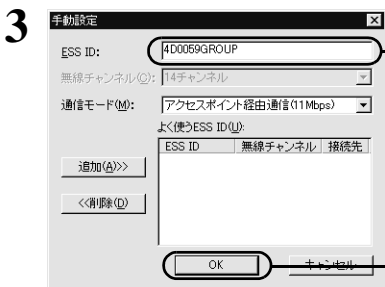 3
手動設定
ESS ID: 4D0059GROUP
無線チャンネル(C): 14チャンネル
通信モード(M): アクセスポイント経由通信(11Mbps)
よく使うESS ID(U):
ESS ID 無線チャンネル 接続先
追加(A)>>
<<削除(D)
OK キャンセル